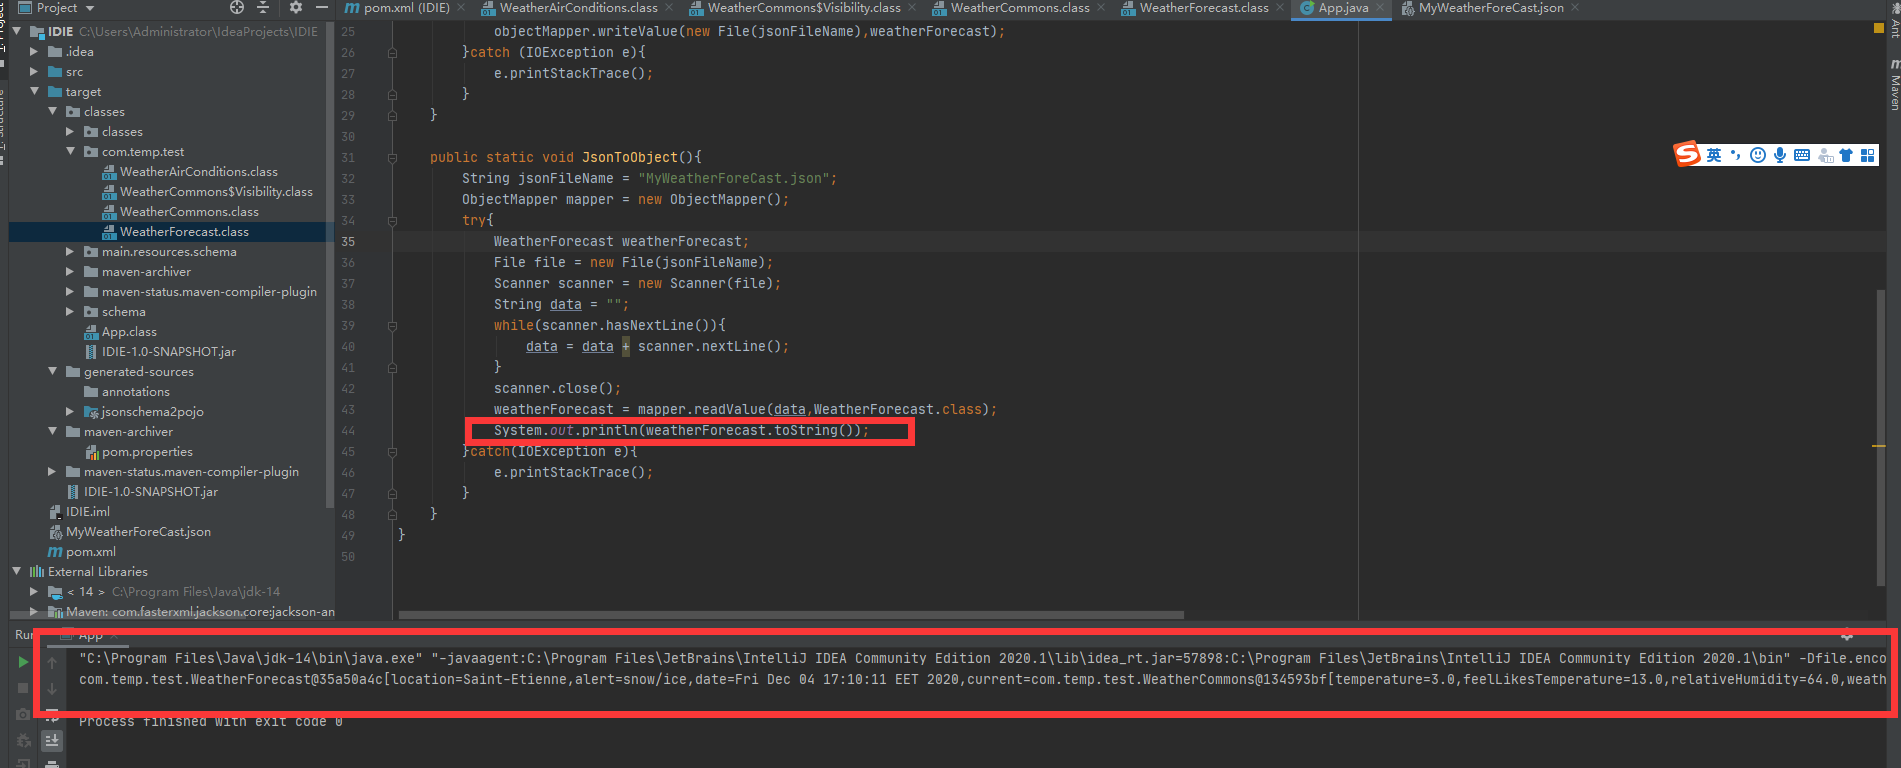 Project
pom.xml (IDIE)
WeatherAirConditions.class
WeatherCommons$Visibility.class
WeatherCommons.class
WeatherForecast.class
App.java
MyWeatherForeCast.json
IDIE C:\Users\Administrator\IdeaProjects\IDIE
.idea
src
target
classes
classes
com.temp.test
WeatherAirConditions.class
WeatherCommons$Visibility.class
WeatherCommons.class
WeatherForecast.class
main.resources.schema
maven-archiver
maven-status.maven-compiler-plugin
schema
App.class
IDIE-1.0-SNAPSHOT.jar
generated-sources
annotations
jsonschema2pojo
maven-archiver
pom.properties
maven-status.maven-compiler-plugin
IDIE-1.0-SNAPSHOT.jar
IDIE.iml
MyWeatherForeCast.json
pom.xml
External Libraries
< 14 > C:\Program Files\Java\jdk-14
Maven: com.fasterxml.jackson.core:jackson-an
25 objectMapper.writeValue(new File(jsonFileName),weatherForecast);
26 }catch (IOException e){
27 e.printStackTrace();
28 }
29 }
30
31 public static void JsonToObject(){
32 String jsonFileName = "MyWeatherForeCast.json";
33 ObjectMapper mapper = new ObjectMapper();
34 try{
35 WeatherForecast weatherForecast;
36 File file = new File(jsonFileName);
37 Scanner scanner = new Scanner(file);
38 String data = "";
39 while(scanner.hasNextLine()){
40 data = data + scanner.nextLine();
41 }
42 scanner.close();
43 weatherForecast = mapper.readValue(data,WeatherForecast.class);
44 System.out.println(weatherForecast.toString());
45 }catch(IOException e){
46 e.printStackTrace();
47 }
48 }
49 }
50
英
Ant
Maven
Run
App
"C:\Program Files\Java\jdk-14\bin\java.exe" "-javaagent:C:\Program Files\JetBrains\IntelliJ IDEA Community Edition 2020.1\lib\idea_rt.jar=57898:C:\Program Files\JetBrains\IntelliJ IDEA Community Edition 2020.1\bin" -Dfile.enco
com.temp.test.WeatherForecast@35a50a4c[location=Saint-Etienne,alert=snow/ice,date=Fri Dec 04 17:10:11 EET 2020,current=com.temp.test.WeatherCommons@134593bf[temperature=3.0,feelLikesTemperature=13.0,relativeHumidity=64.0,weath
Process finished with exit code 0